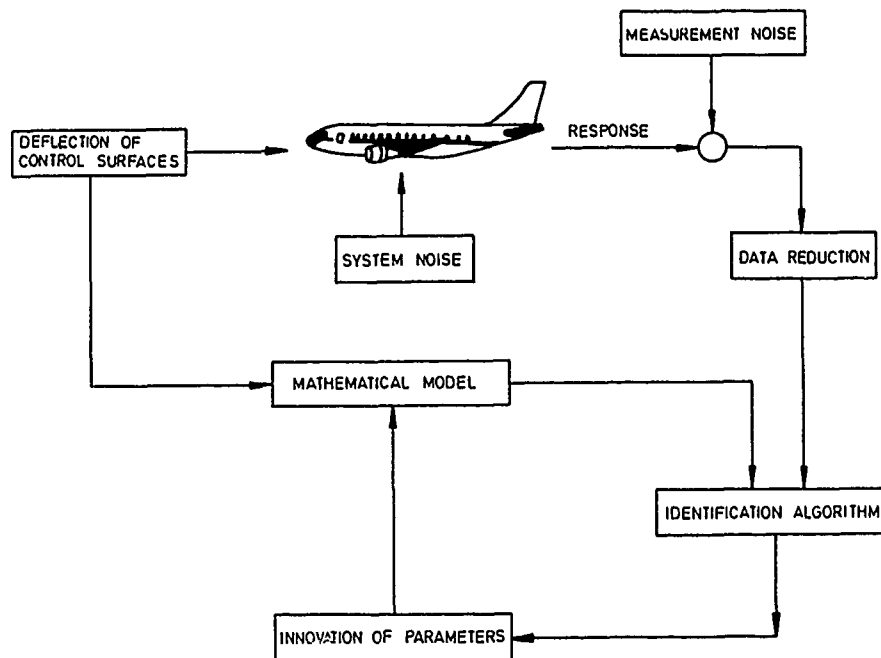 MEASUREMENT NOISE
DEFLECTION OF
CONTROL SURFACES
RESPONSE
SYSTEM NOISE
DATA REDUCTION
MATHEMATICAL MODEL
IDENTIFICATION ALGORITHM
INNOVATION OF PARAMETERS